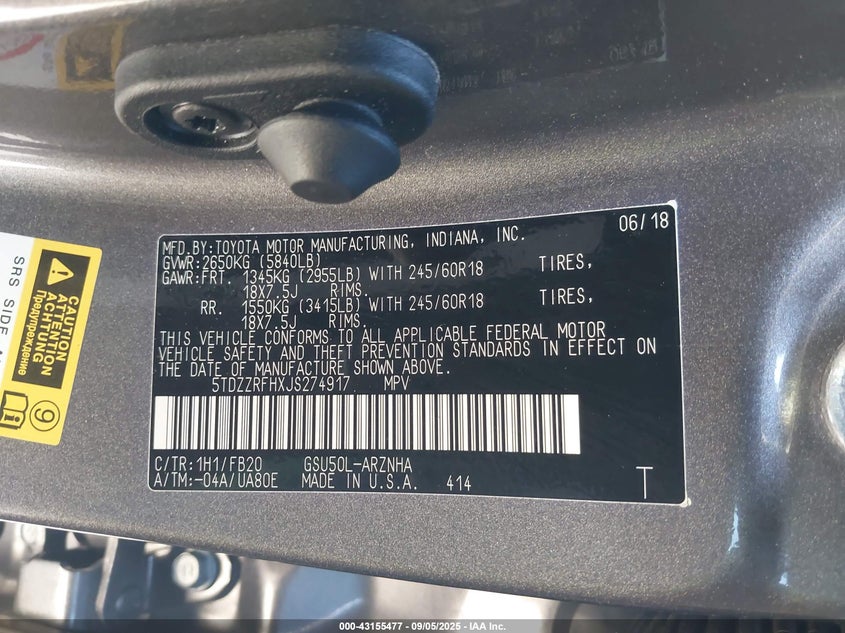 06/18
MFD.BY:TOYOTA MOTOR MANUFACTURING, INDIANA, INC.
GVWR:2650KG (5840LB)
GAWR:FRT. 1345KG (2955LB) WITH 245/60R18 TIRES,
18X7.5J RIMS.
RR. 1550KG (3415LB) WITH 245/60R18 TIRES,
18X7.5J RIMS.
THIS VEHICLE CONFORMS TO ALL APPLICABLE FEDERAL MOTOR
VEHICLE SAFETY AND THEFT PREVENTION STANDARDS IN EFFECT ON
THE DATE OF MANUFACTURE SHOWN ABOVE.
5TDZZRFHXJS274917 MPV
C/TR:1H1/FB20 GSU50L-ARZNHA
A/TM:-04A/UA80E MADE IN U.S.A. 414
T
SRS SIDE
CAUTION
ATTENTION
ACHTUNG
Предупреждение
9
000-43155477 - 09/05/2025 - IAA Inc.